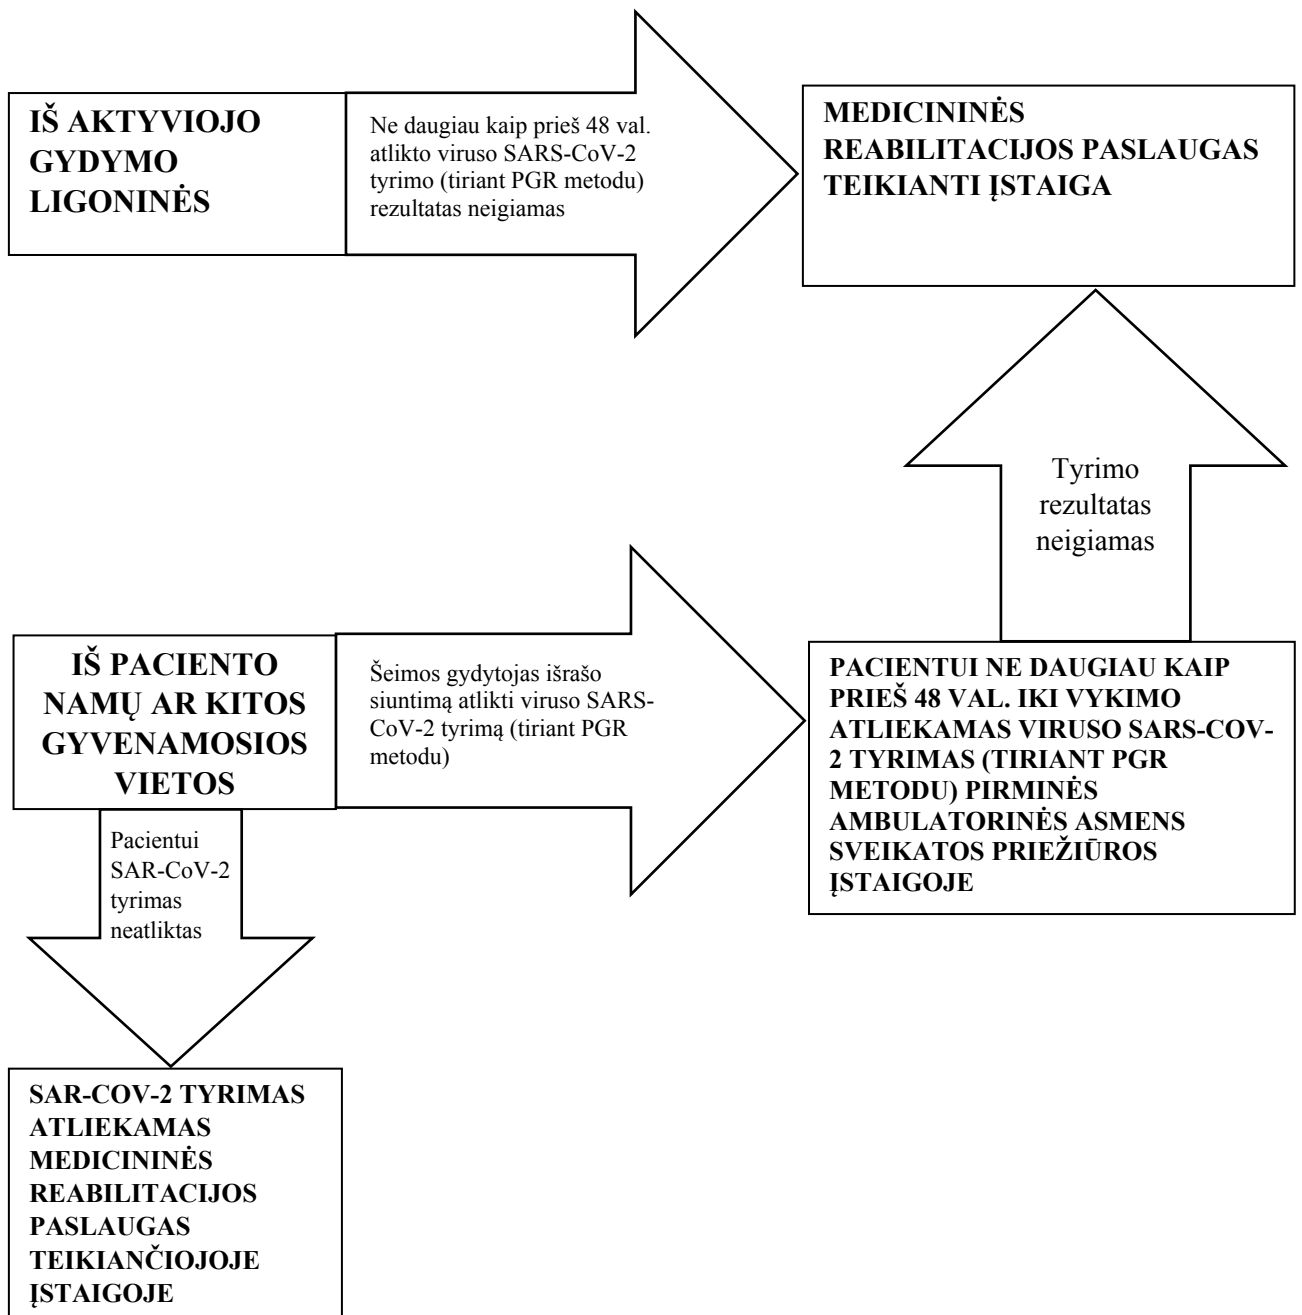 IŠ AKTYVIOJO
GYDYMO
LIGONINĖS
Ne daugiau kaip prieš 48 val.
atlikto viruso SARS-CoV-2
tyrimo (tiriant PGR metodu)
rezultatas neigiamas
MEDICININĖS
REABILITACIJOS PASLAUGAS
TEIKIANTI ĮSTAIGA
Tyrimo
rezultatas
neigiamas
IŠ PACIENTO
NAMŲ AR KITOS
GYVENAMOSIOS
VIETOS
Šeimos gydytojas išrašo
siuntimą atlikti viruso SARS-
CoV-2 tyrimą (tiriant PGR
metodu)
PACIENTUI NE DAUGIAU KAIP
PRIEŠ 48 VAL. IKI VYKIMO
ATLIEKAMAS VIRUSO SARS-COV-
2 TYRIMAS (TIRIANT PGR
METODU) PIRMINĖS
AMBULATORINĖS ASMENS
SVEIKATOS PRIEŽIŪROS
ĮSTAIGOJE
Pacientui
SAR-CoV-2
tyrimas
neatliktas
SAR-COV-2 TYRIMAS
ATLIEKAMAS
MEDICININĖS
REABILITACIJOS
PASLAUGAS
TEIKIANČIOJOJE
ĮSTAIGOJE